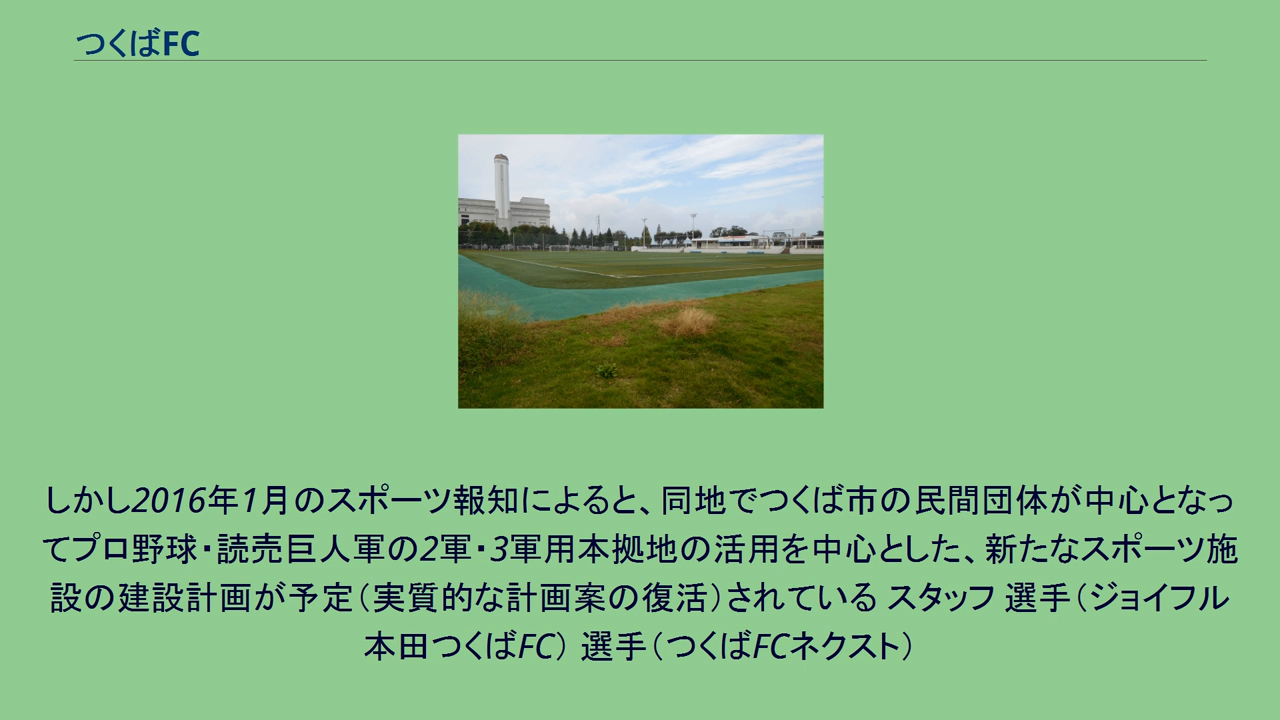 つくばFC
しかし2016年1月のスポーツ報知によると、同地でつくば市の民間団体が中心となっ
てプロ野球・読売巨人軍の2軍・3軍用本拠地の活用を中心とした、新たなスポーツ施
設の建設計画が予定（実質的な計画案の復活）されている スタッフ 選手（ジョイフル
本田つくばFC） 選手（つくばFCネクスト）